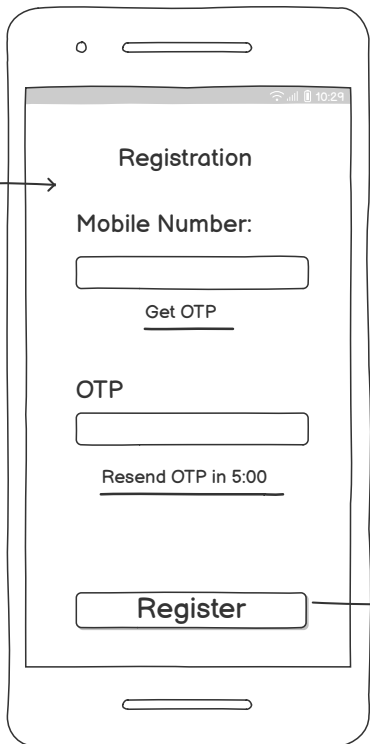 10:29
Registration
Mobile Number:
Get OTP
OTP
Resend OTP in 5:00
Register